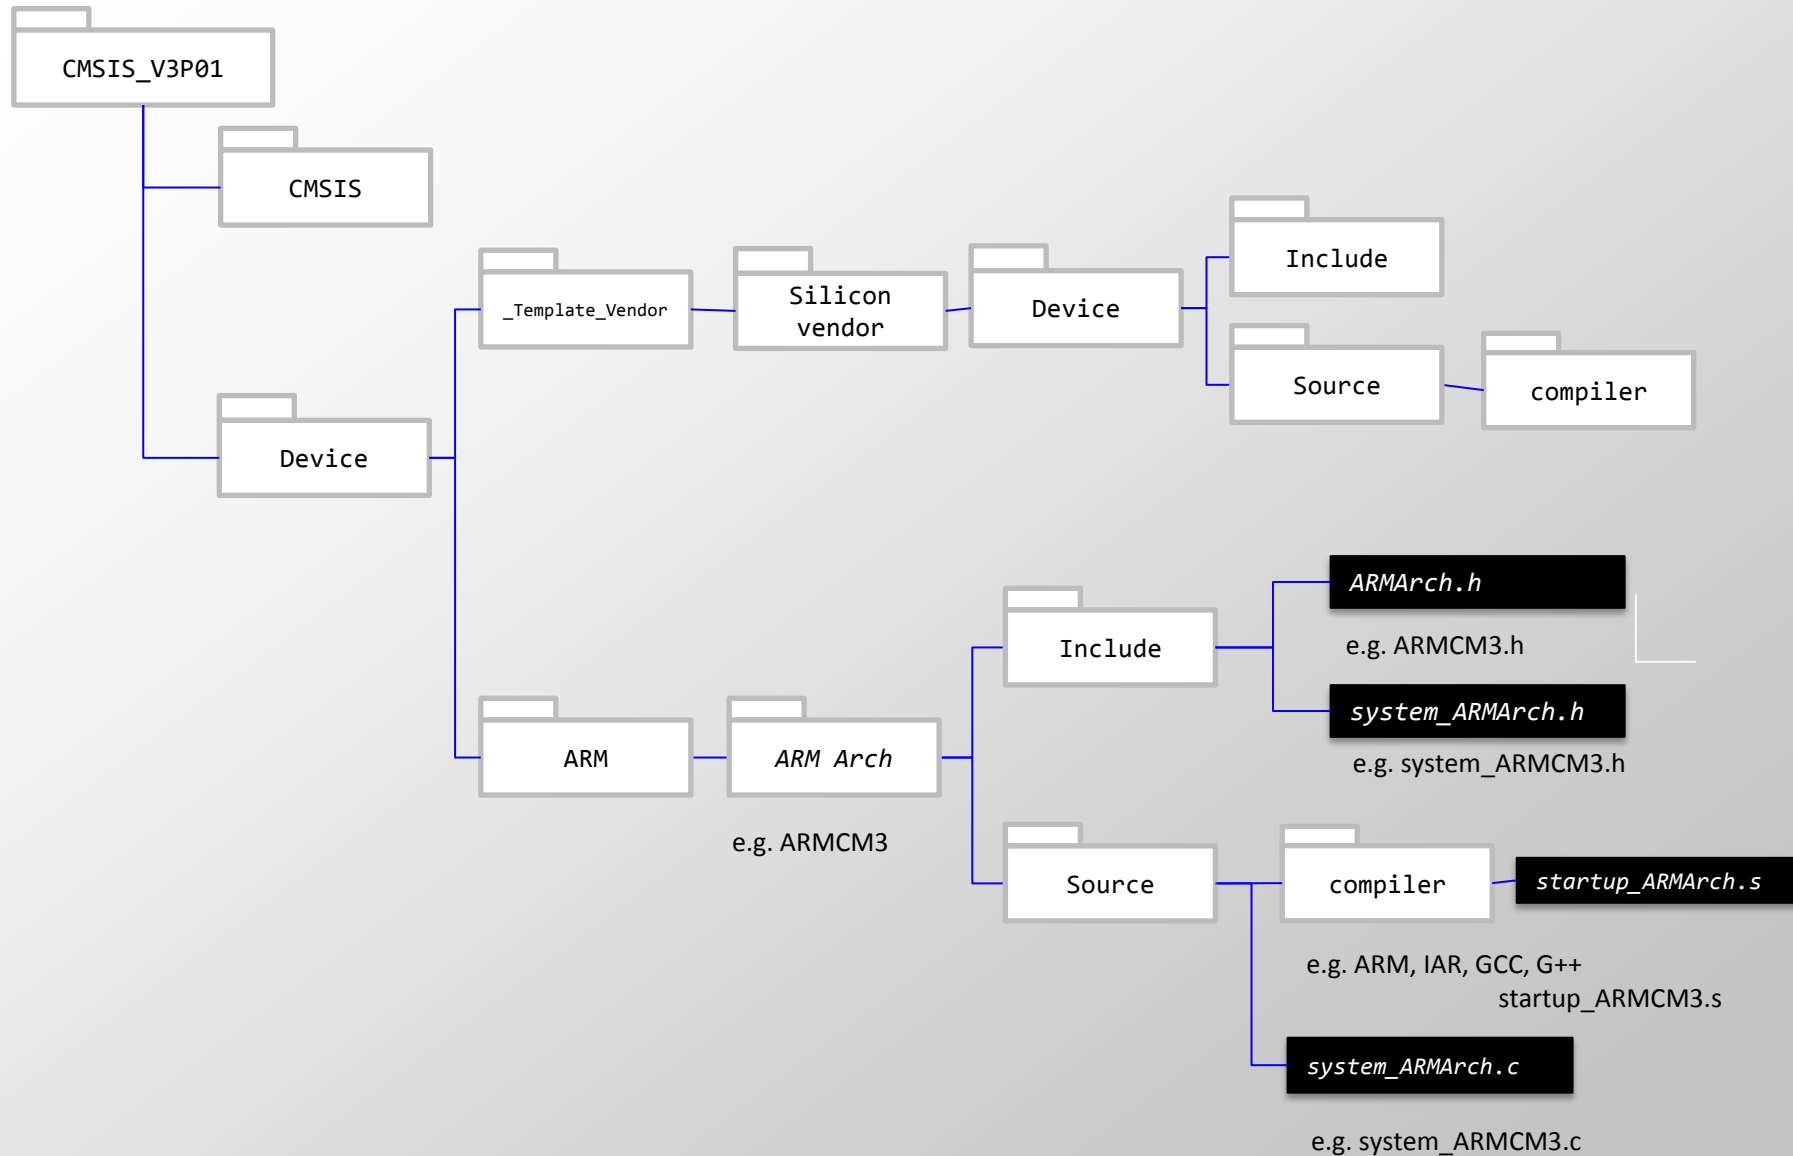 CMSIS_V3P01
CMSIS
_Template_Vendor
Silicon
vendor
Device
Include
Source
compiler
Device
ARMArch.h
e.g. ARMCM3.h
Include
system_ARMArch.h
e.g. system_ARMCM3.h
ARM
ARM Arch
e.g. ARMCM3
Source
compiler
startup_ARMArch.s
e.g. ARM, IAR, GCC, G++
startup_ARMCM3.s
system_ARMArch.c
e.g. system_ARMCM3.c